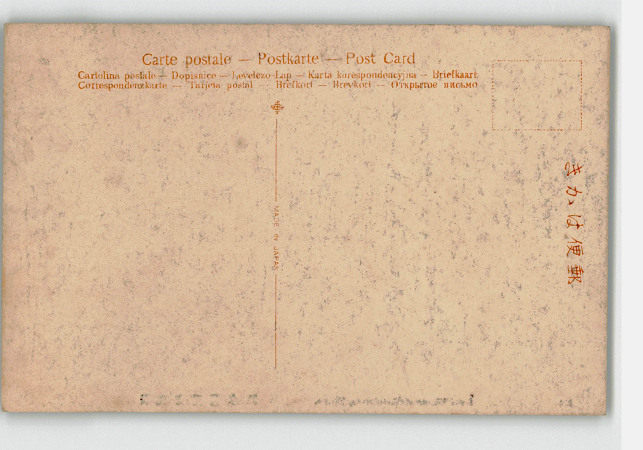 Carte postale — Postkarte — Post Card
Cartolina postale — Dopisnice — Levelezo-Lap — Karta korespondencyjna — Briefkaart
Correspondenzkarte — Tarjeta postal — Brefkort — Brevkort — Открытое письмо
MADE IN JAPAN
きかは便郵